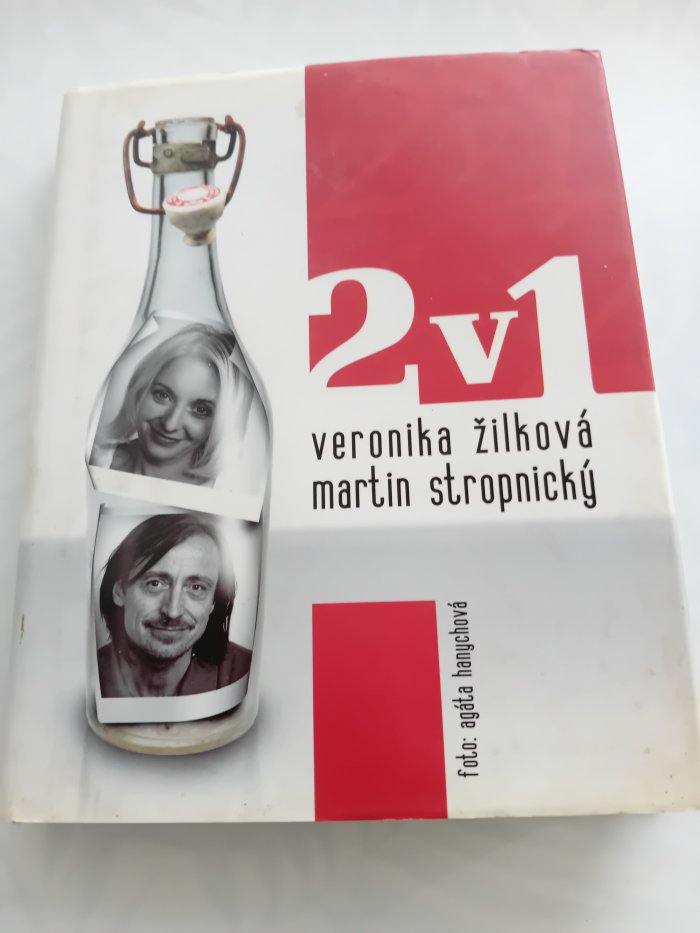 2v1
veronika žilková
martin stropnický
foto: agáta hanychová